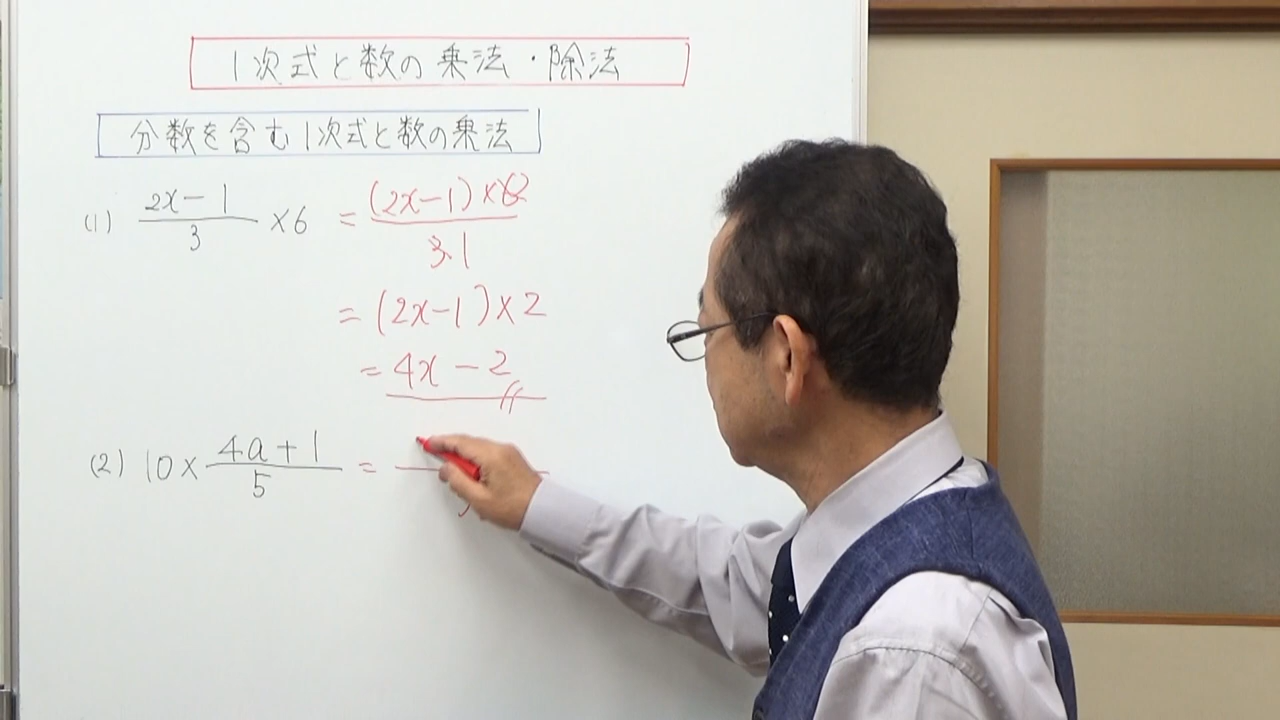 1次式と数の乗法・除法
分数を含む1次式と数の乗法
(1) (2x-1)/3 ×6 = ((2x-1)×6 2)/(3 1)
= (2x-1)×2
= 4x-2
(2) 10× (4a+1)/5 =